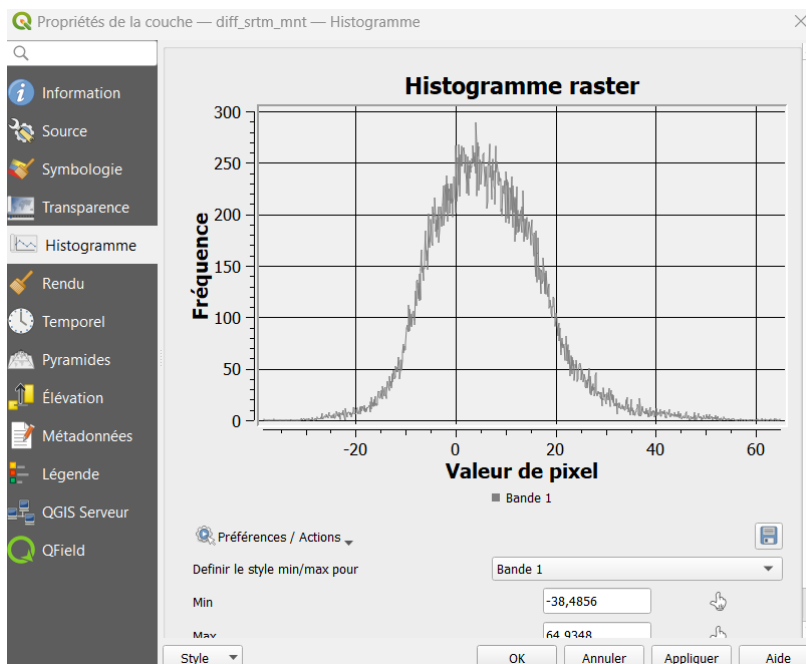 Propriétés de la couche — diff_srtm_mnt — Histogramme
Information
Source
Symbologie
Transparence
Histogramme
Rendu
Temporel
Pyramides
Élévation
Métadonnées
Légende
QGIS Serveur
QField
Histogramme raster
Fréquence
300
250
200
150
100
50
0
-20 0 20 40 60
Valeur de pixel
Bande 1
Préférences / Actions
Definir le style min/max pour Bande 1
Min -38,4856
Max 64,9348
Style OK Annuler Appliquer Aide